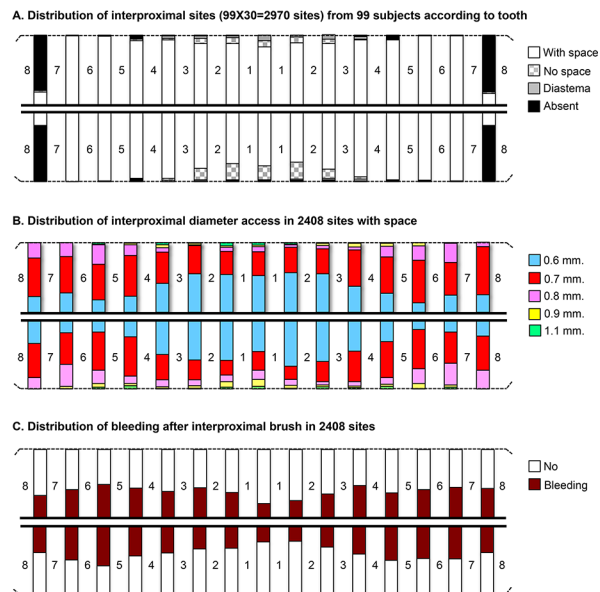 A. Distribution of interproximal sites (99X30=2970 sites) from 99 subjects according to tooth
8 7 6 5 4 3 2 1 1 2 3 4 5 6 7 8
8 7 6 5 4 3 2 1 1 2 3 4 5 6 7 8
With space
No space
Diastema
Absent
B. Distribution of interproximal diameter access in 2408 sites with space
8 7 6 5 4 3 2 1 1 2 3 4 5 6 7 8
8 7 6 5 4 3 2 1 1 2 3 4 5 6 7 8
0.6 mm.
0.7 mm.
0.8 mm.
0.9 mm.
1.1 mm.
C. Distribution of bleeding after interproximal brush in 2408 sites
8 7 6 5 4 3 2 1 1 2 3 4 5 6 7 8
8 7 6 5 4 3 2 1 1 2 3 4 5 6 7 8
No
Bleeding